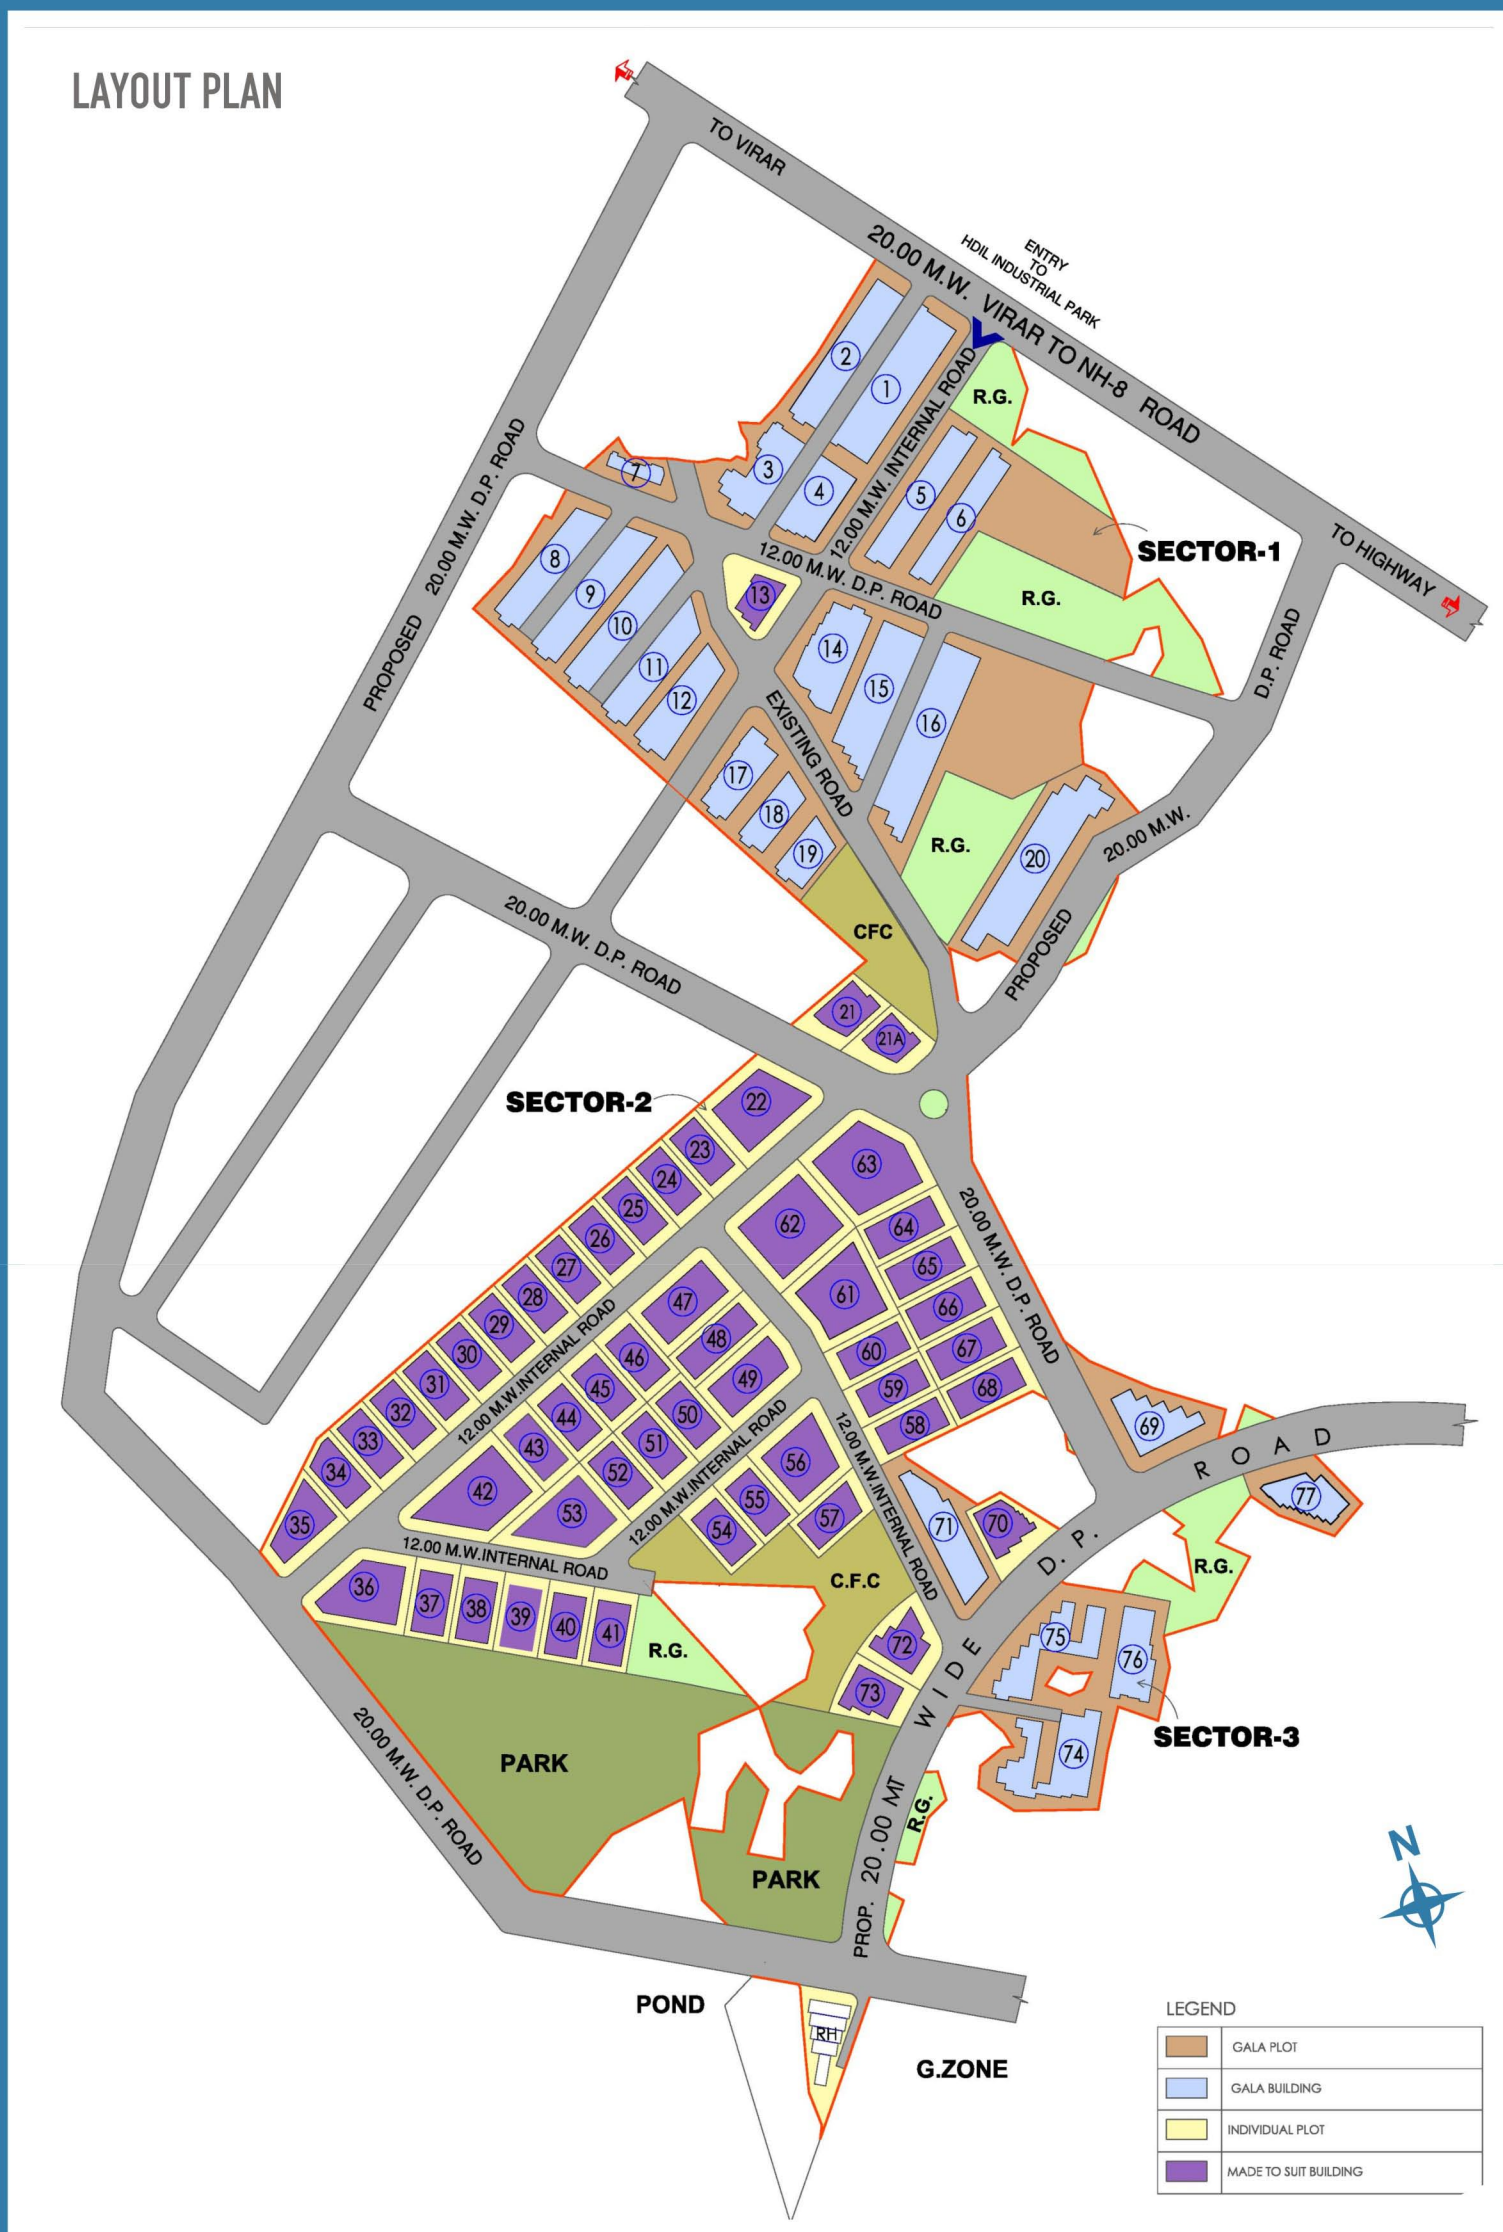 LAYOUT PLAN
TO VIRAR
20.00 M.W. VIRAR TO NH-8 ROAD
ENTRY
TO
HDIL INDUSTRIAL PARK
TO HIGHWAY
PROPOSED 20.00 M.W. D.P. ROAD
12.00 M.W. INTERNAL ROAD
2
1
R.G.
3
4
5
6
7
SECTOR-1
12.00 M.W. D.P. ROAD
R.G.
D.P. ROAD
8
9
10
11
12
13
14
15
16
EXISTING ROAD
17
18
19
R.G.
20
20.00 M.W.
PROPOSED
CFC
20.00 M.W. D.P. ROAD
21
21A
SECTOR-2
22
23
24
25
26
27
28
29
30
31
32
33
34
35
63
62
64
65
61
66
67
60
59
68
58
20.00 M.W. D.P. ROAD
12.00 M.W.INTERNAL ROAD
47
48
46
49
45
50
44
51
43
52
42
53
12.00 M.W.INTERNAL ROAD
56
55
54
57
12.00 M.W.INTERNAL ROAD
69
77
71
70
12.00 M.W.INTERNAL ROAD
36
37
38
39
40
41
R.G.
C.F.C
72
73
R.G.
75
76
74
SECTOR-3
PROP. 20.00 MT WIDE D.P. ROAD
R.G.
PARK
PARK
20.00 M.W. D.P. ROAD
N
POND
RH
G.ZONE
LEGEND
GALA PLOT
GALA BUILDING
INDIVIDUAL PLOT
MADE TO SUIT BUILDING